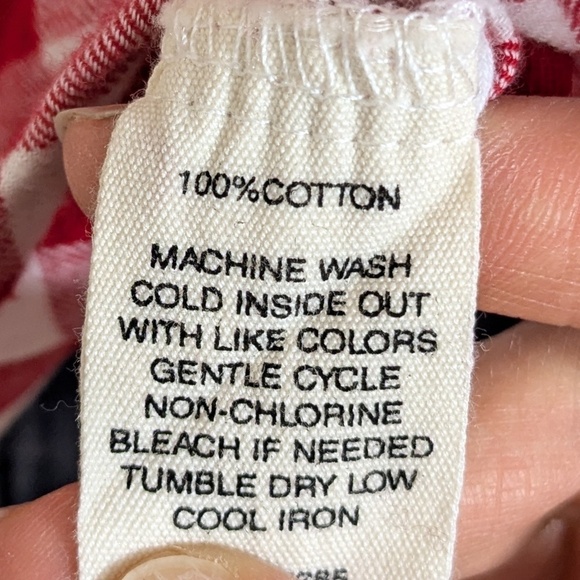 100%COTTON
MACHINE WASH
COLD INSIDE OUT
WITH LIKE COLORS
GENTLE CYCLE
NON-CHLORINE
BLEACH IF NEEDED
TUMBLE DRY LOW
COOL IRON